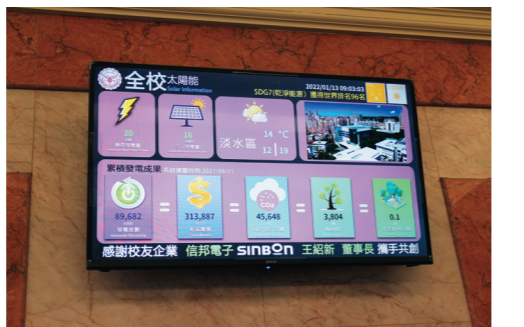 全校太陽能
Solar Information
2022/01/13 09:03:03
SDG7(乾淨能源) 獲得世界排名96名
20
16
淡水區
14 °C
12 | 19
累積發電成果
89,682
=
313,887
=
CO₂
45,648
=
3,804
=
0.1
感謝校友企業 信邦電子 SINBON 王紹新 董事長 攜手共創